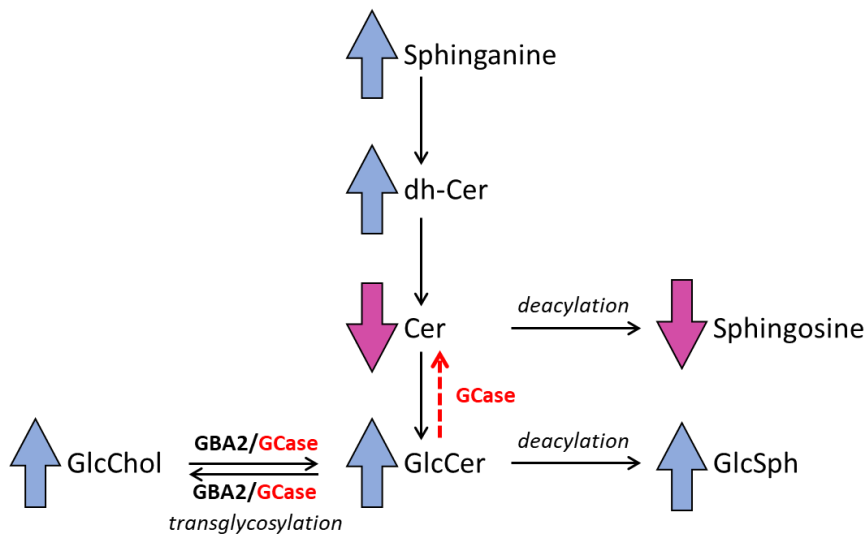 Sphinganine
dh-Cer
deacylation
Cer
Sphingosine
GCase
GBA2/GCase
deacylation
GlcChol
GlcCer
GlcSph
GBA2/GCase
transglycosylation